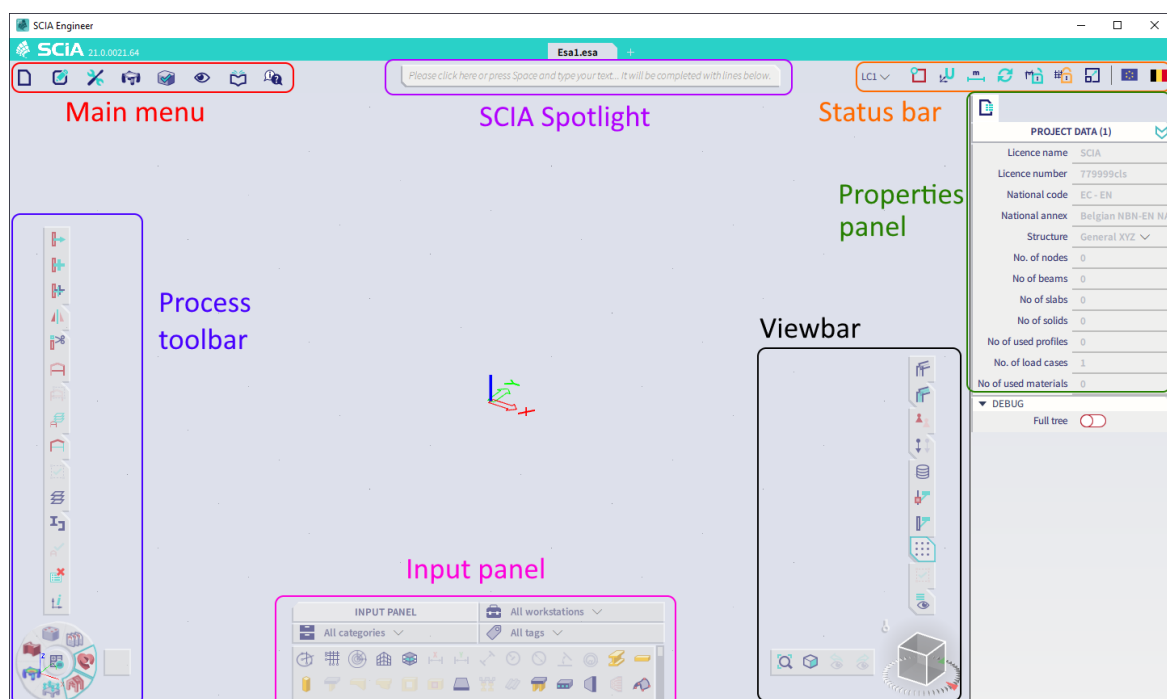 SCIA Engineer
SCiA 21.0.0021.64
Esa1.esa +
Please click here or press Space and type your text... It will be completed with lines below.
LC1
Main menu
SCIA Spotlight
Status bar
PROJECT DATA (1)
Licence name SCIA
Licence number 779999cls
National code EC - EN
National annex Belgian NBN-EN NA
Structure General XYZ
No. of nodes 0
No of beams 0
No of slabs 0
No of solids 0
No of used profiles 0
No. of load cases 1
No of used materials 0
DEBUG
Full tree
Properties
panel
Process
toolbar
Viewbar
Y
X
Input panel
INPUT PANEL All workstations
All categories All tags